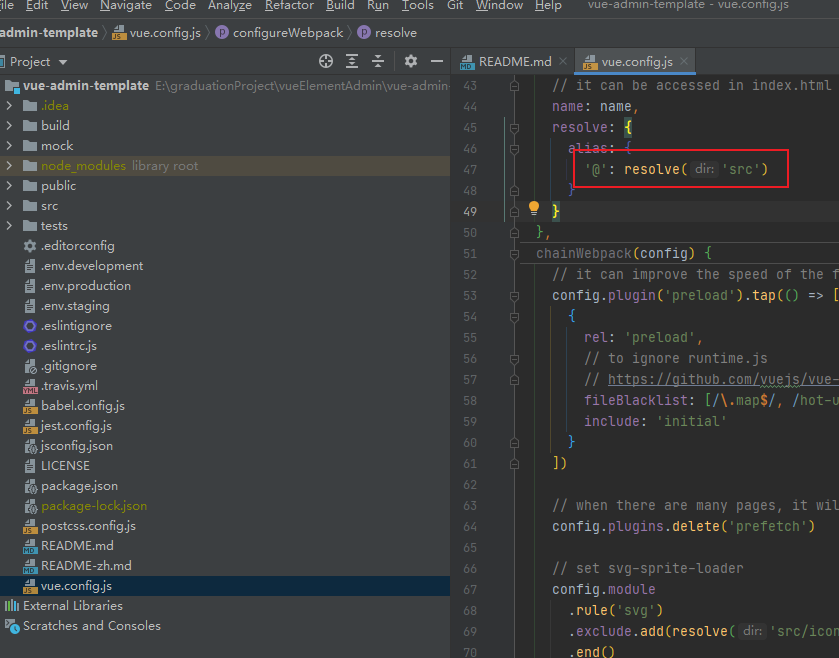 ile Edit View Navigate Code Analyze Refactor Build Run Tools Git Window Help vue-admin-template - vue.config.js
admin-template vue.config.js configureWebpack resolve
Project
README.md
vue.config.js
vue-admin-template E:\graduationProject\vueElementAdmin\vue-admin-
.idea
build
mock
node_modules library root
public
src
tests
.editorconfig
.env.development
.env.production
.env.staging
.eslintignore
.eslintrc.js
.gitignore
.travis.yml
babel.config.js
jest.config.js
jsconfig.json
LICENSE
package.json
package-lock.json
postcss.config.js
README.md
README-zh.md
vue.config.js
External Libraries
Scratches and Consoles
43 // it can be accessed in index.html
44 name: name,
45 resolve: {
46 alias: {
47 '@': resolve( dir: 'src')
48 }
49 }
50 },
51 chainWebpack(config) {
52 // it can improve the speed of the f
53 config.plugin('preload').tap(() => [
54 {
55 rel: 'preload',
56 // to ignore runtime.js
57 // https://github.com/vuejs/vue-
58 fileBlacklist: [/\.map$/, /hot-u
59 include: 'initial'
60 }
61 ])
62
63 // when there are many pages, it wil
64 config.plugins.delete('prefetch')
65
66 // set svg-sprite-loader
67 config.module
68 .rule('svg')
69 .exclude.add(resolve( dir: 'src/icon
70 .end()